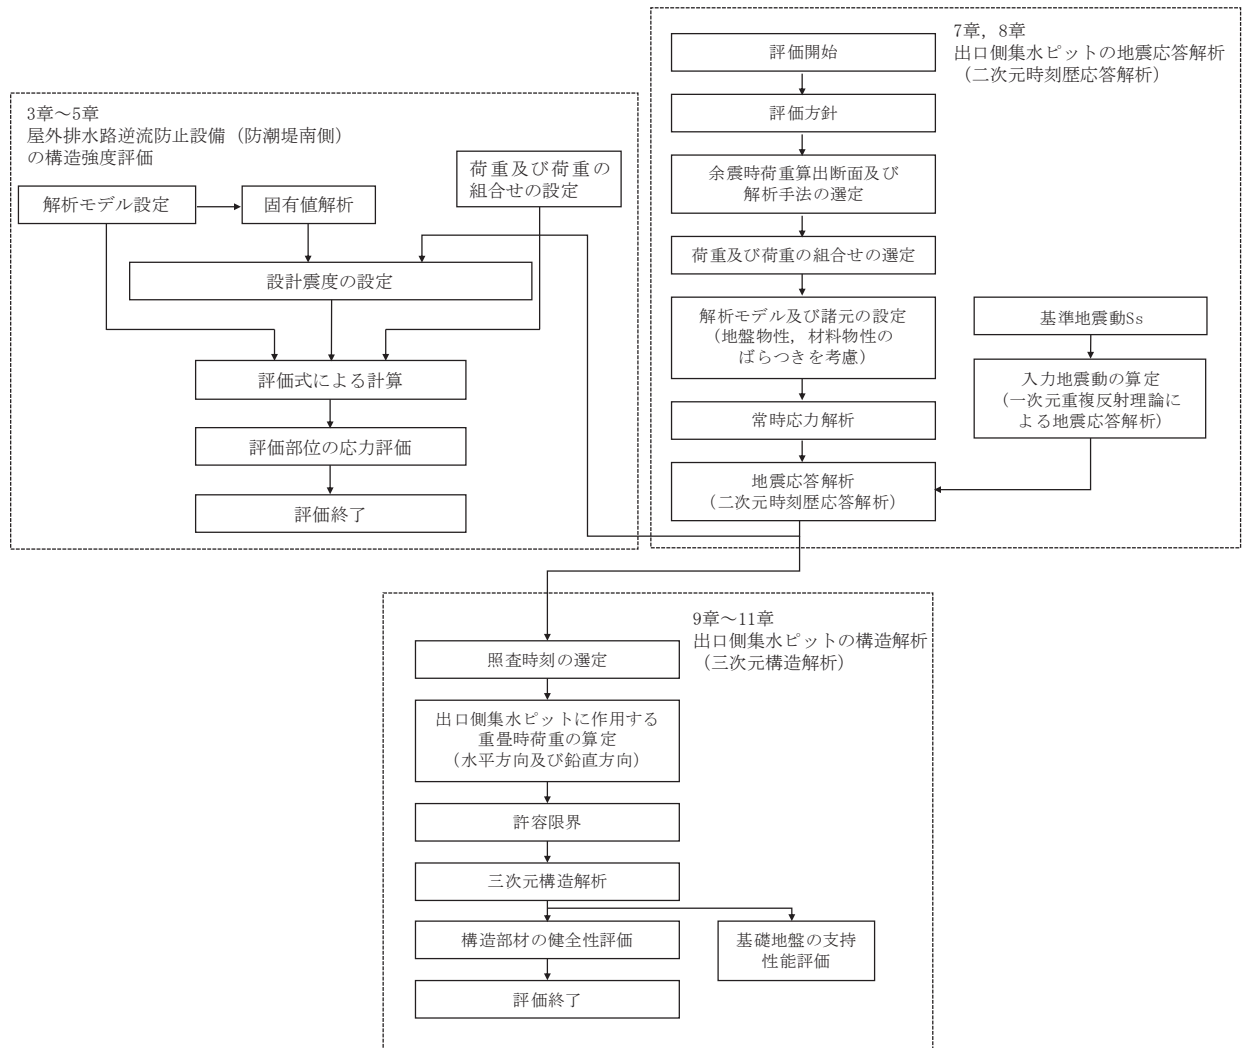 7章，8章
出口側集水ピットの地震応答解析
（二次元時刻歴応答解析）
評価開始
評価方針
余震時荷重算出断面及び
解析手法の選定
荷重及び荷重の組合せの選定
解析モデル及び諸元の設定
（地盤物性，材料物性の
ばらつきを考慮）
常時応力解析
地震応答解析
（二次元時刻歴応答解析）
基準地震動Ss
入力地震動の算定
（一次元重複反射理論に
よる地震応答解析）
3章～5章
屋外排水路逆流防止設備（防潮堤南側）
の構造強度評価
荷重及び荷重の
組合せの設定
解析モデル設定
固有値解析
設計震度の設定
評価式による計算
評価部位の応力評価
評価終了
9章～11章
出口側集水ピットの構造解析
（三次元構造解析）
照査時刻の選定
出口側集水ピットに作用する
重畳時荷重の算定
（水平方向及び鉛直方向）
許容限界
三次元構造解析
構造部材の健全性評価
基礎地盤の支持
性能評価
評価終了